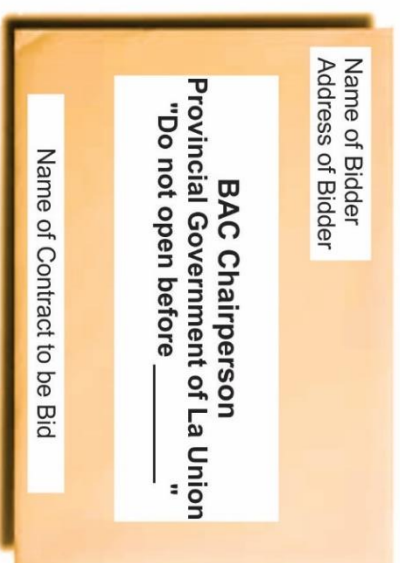 Name of Bidder
Address of Bidder
BAC Chairperson
Provincial Government of La Union
"Do not open before ________"
Name of Contract to be Bid